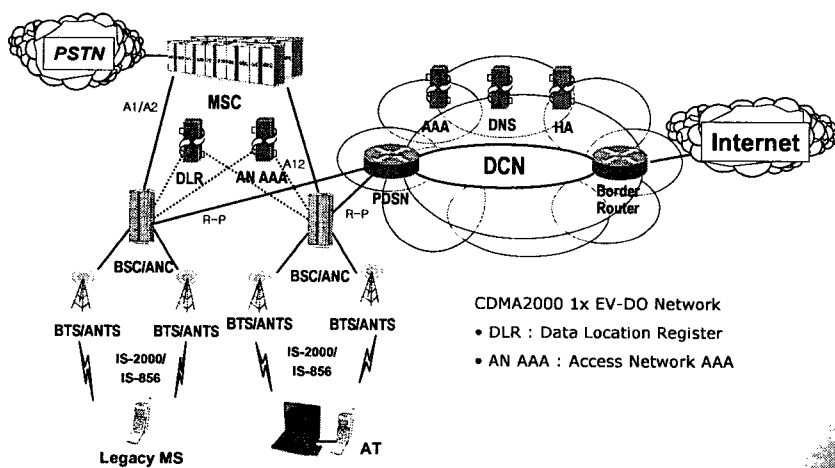 PSTN
A1/A2
MSC
DLR
AN AAA
A12
R-P
R-P
BSC/ANC
BSC/ANC
BTS/ANTS
BTS/ANTS
BTS/ANTS
BTS/ANTS
IS-2000/
IS-856
IS-2000/
IS-856
Legacy MS
AT
AAA
DNS
HA
PDSN
DCN
Border
Router
Internet
CDMA2000 1x EV-DO Network
• DLR : Data Location Register
• AN AAA : Access Network AAA